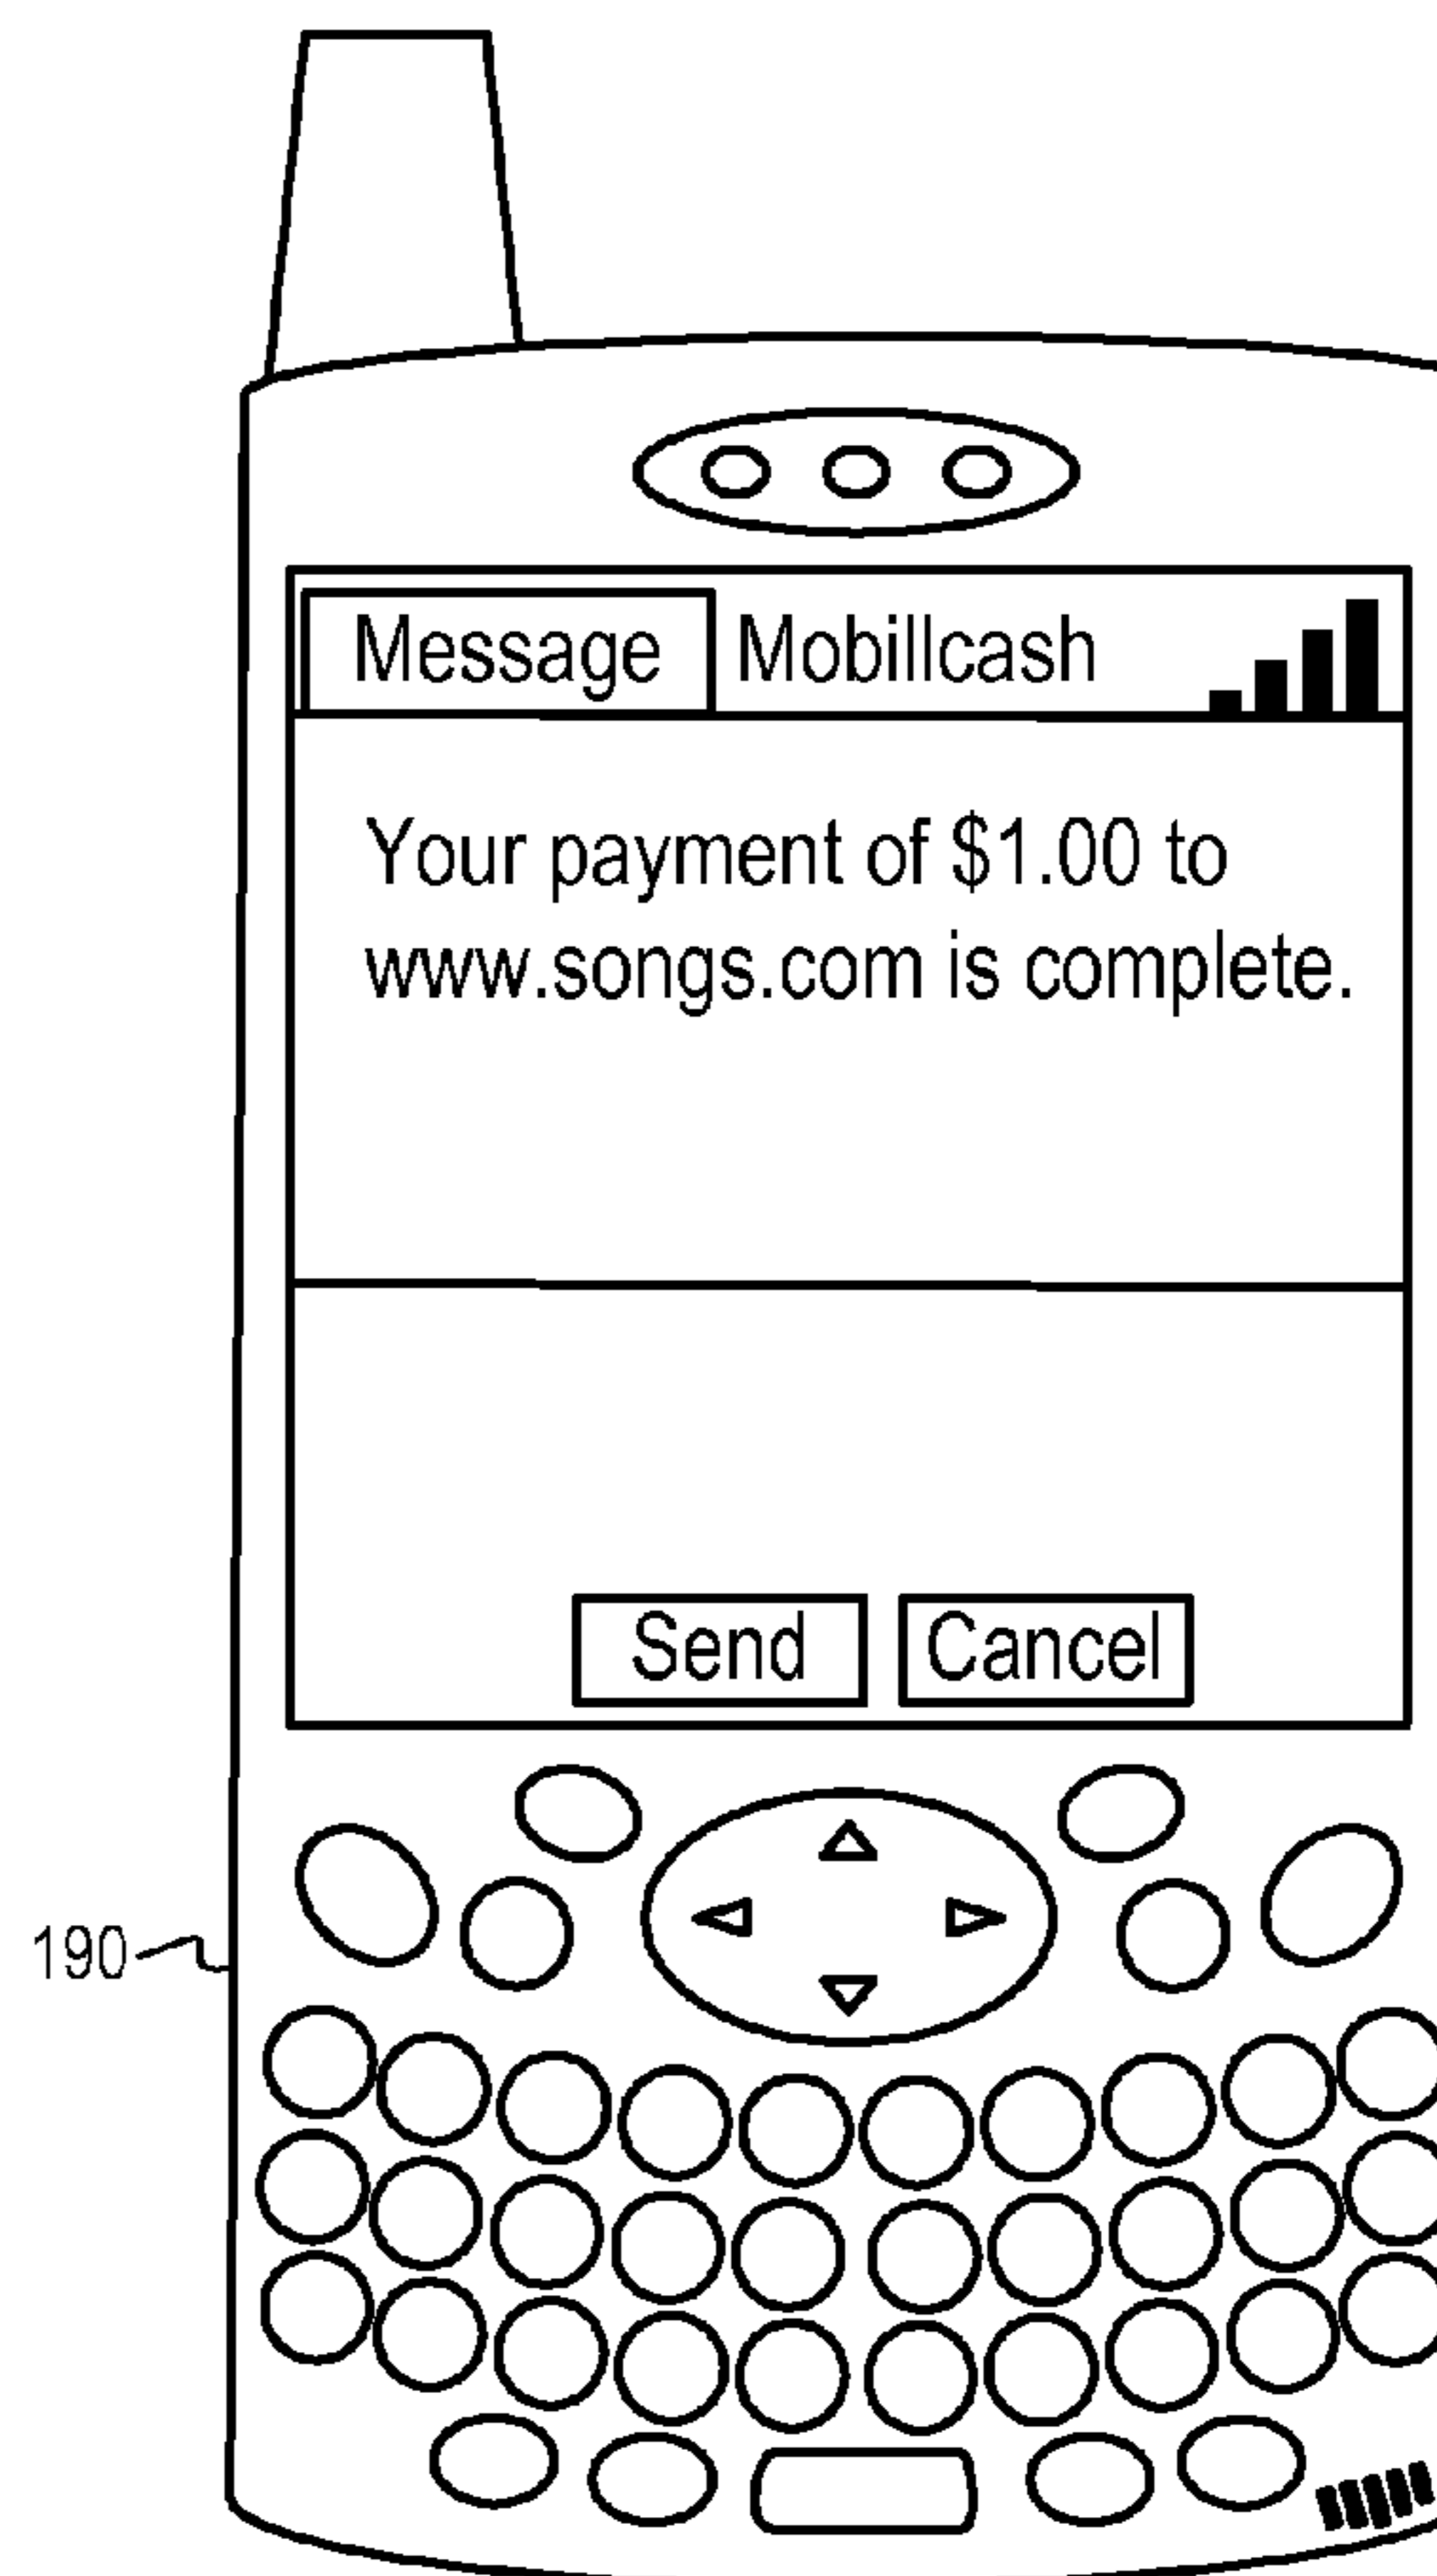 Message Mobillcash
Your payment of $1.00 to
www.songs.com is complete.
Send Cancel
190